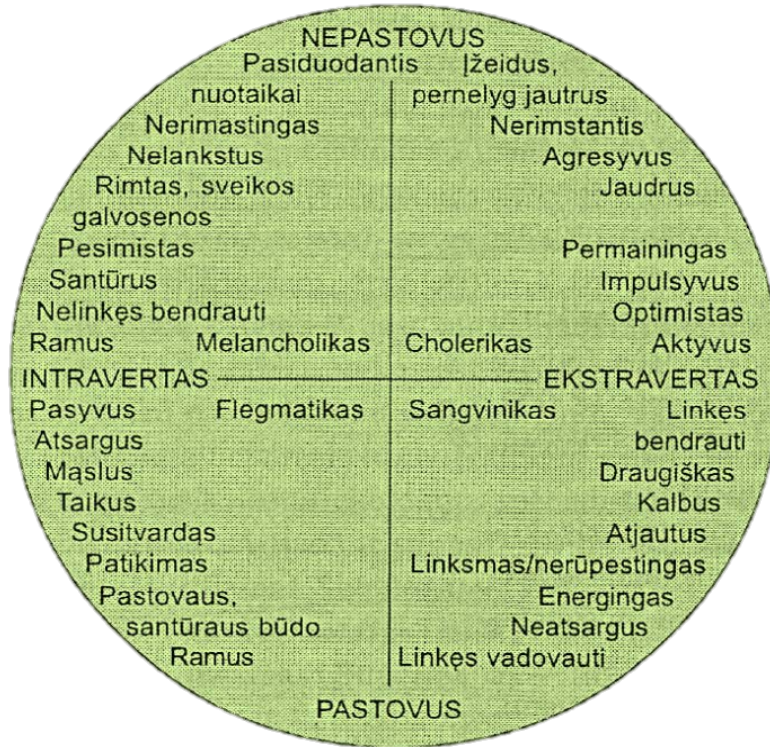 NEPASTOVUS
Pasiduodantis Įžeidus,
nuotaikai pernelyg jautrus
Nerimastingas Nerimstantis
Nelankstus Agresyvus
Rimtas, sveikos Jaudrus
galvosenos
Pesimistas Permainingas
Santūrus Impulsyvus
Nelinkęs bendrauti Optimistas
Ramus Melancholikas Cholerikas Aktyvus
INTRAVERTAS EKSTRAVERTAS
Pasyvus Flegmatikas Sangvinikas Linkęs
Atsargus bendrauti
Mąslus Draugiškas
Taikus Kalbus
Susitvardąs Atjautus
Patikimas Linksmas/nerūpestingas
Pastovaus, Energingas
santūraus būdo Neatsargus
Ramus Linkęs vadovauti
PASTOVUS